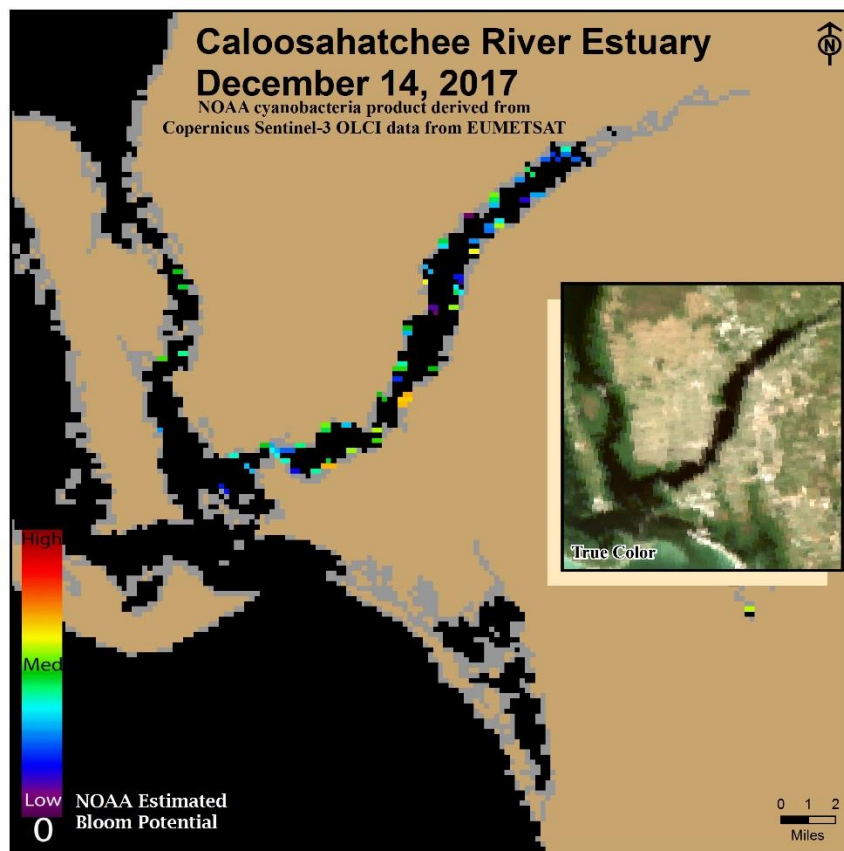 Caloosahatchee River Estuary
December 14, 2017
NOAA cyanobacteria product derived from
Copernicus Sentinel-3 OLCI data from EUMETSAT
N
True Color
High
Med
Low
0
NOAA Estimated
Bloom Potential
0 1 2
Miles